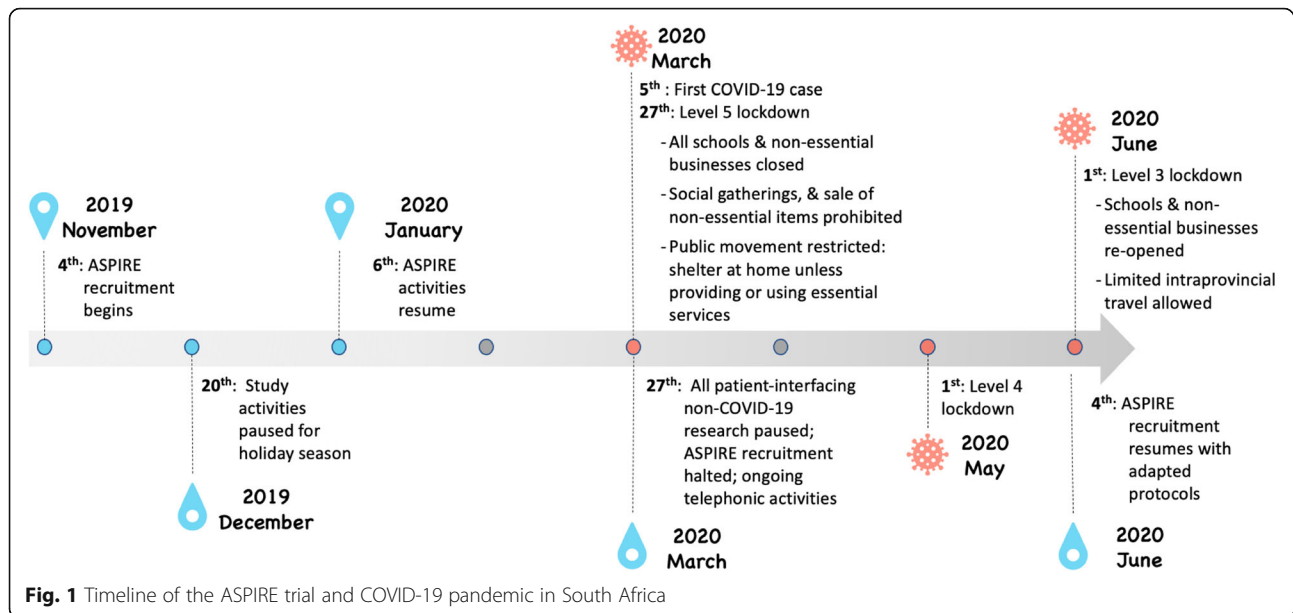 2019
November
4th: ASPIRE
recruitment
begins
20th: Study
activities
paused for
holiday season
2019
December
2020
January
6th: ASPIRE
activities
resume
2020
March
5th : First COVID-19 case
27th: Level 5 lockdown
- All schools & non-essential
businesses closed
- Social gatherings, & sale of
non-essential items prohibited
- Public movement restricted:
shelter at home unless
providing or using essential
services
27th: All patient-interfacing
non-COVID-19
research paused;
ASPIRE recruitment
halted; ongoing
telephonic activities
2020
March
1st: Level 4
lockdown
2020
May
2020
June
1st: Level 3 lockdown
- Schools & non-
essential businesses
re-opened
- Limited intraprovincial
travel allowed
4th: ASPIRE
recruitment
resumes with
adapted
protocols
2020
June
Fig. 1 Timeline of the ASPIRE trial and COVID-19 pandemic in South Africa